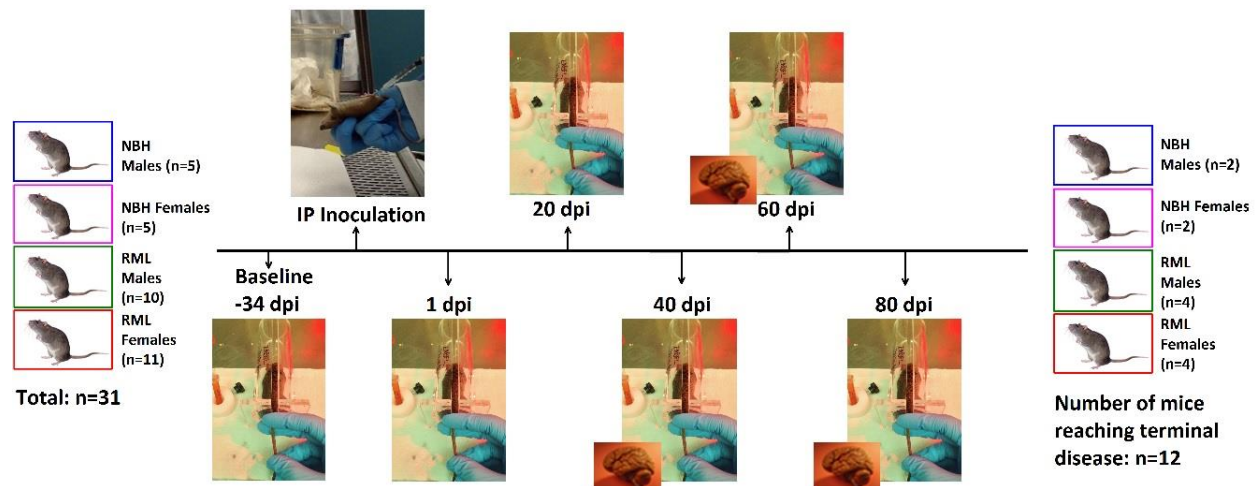 NBH
Males (n=5)
NBH Females
(n=5)
RML
Males
(n=10)
RML
Females
(n=11)
Total: n=31
IP Inoculation
20 dpi
60 dpi
Baseline
-34 dpi
1 dpi
40 dpi
80 dpi
NBH
Males (n=2)
NBH Females
(n=2)
RML
Males
(n=4)
RML
Females
(n=4)
Number of mice
reaching terminal
disease: n=12